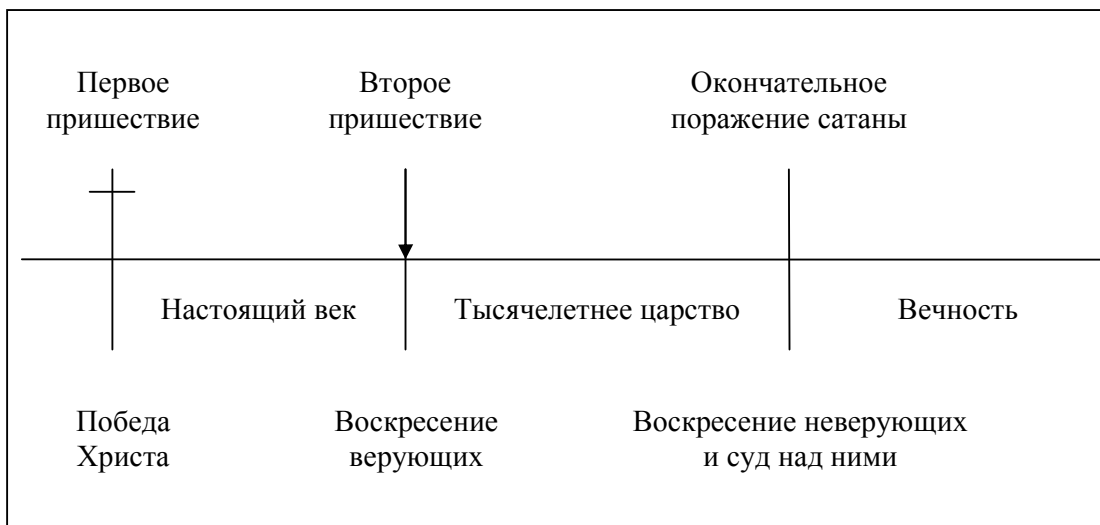 Первое
пришествие
Второе
пришествие
Окончательное
поражение сатаны
Настоящий век
Тысячелетнее царство
Вечность
Победа
Христа
Воскресение
верующих
Воскресение неверующих
и суд над ними